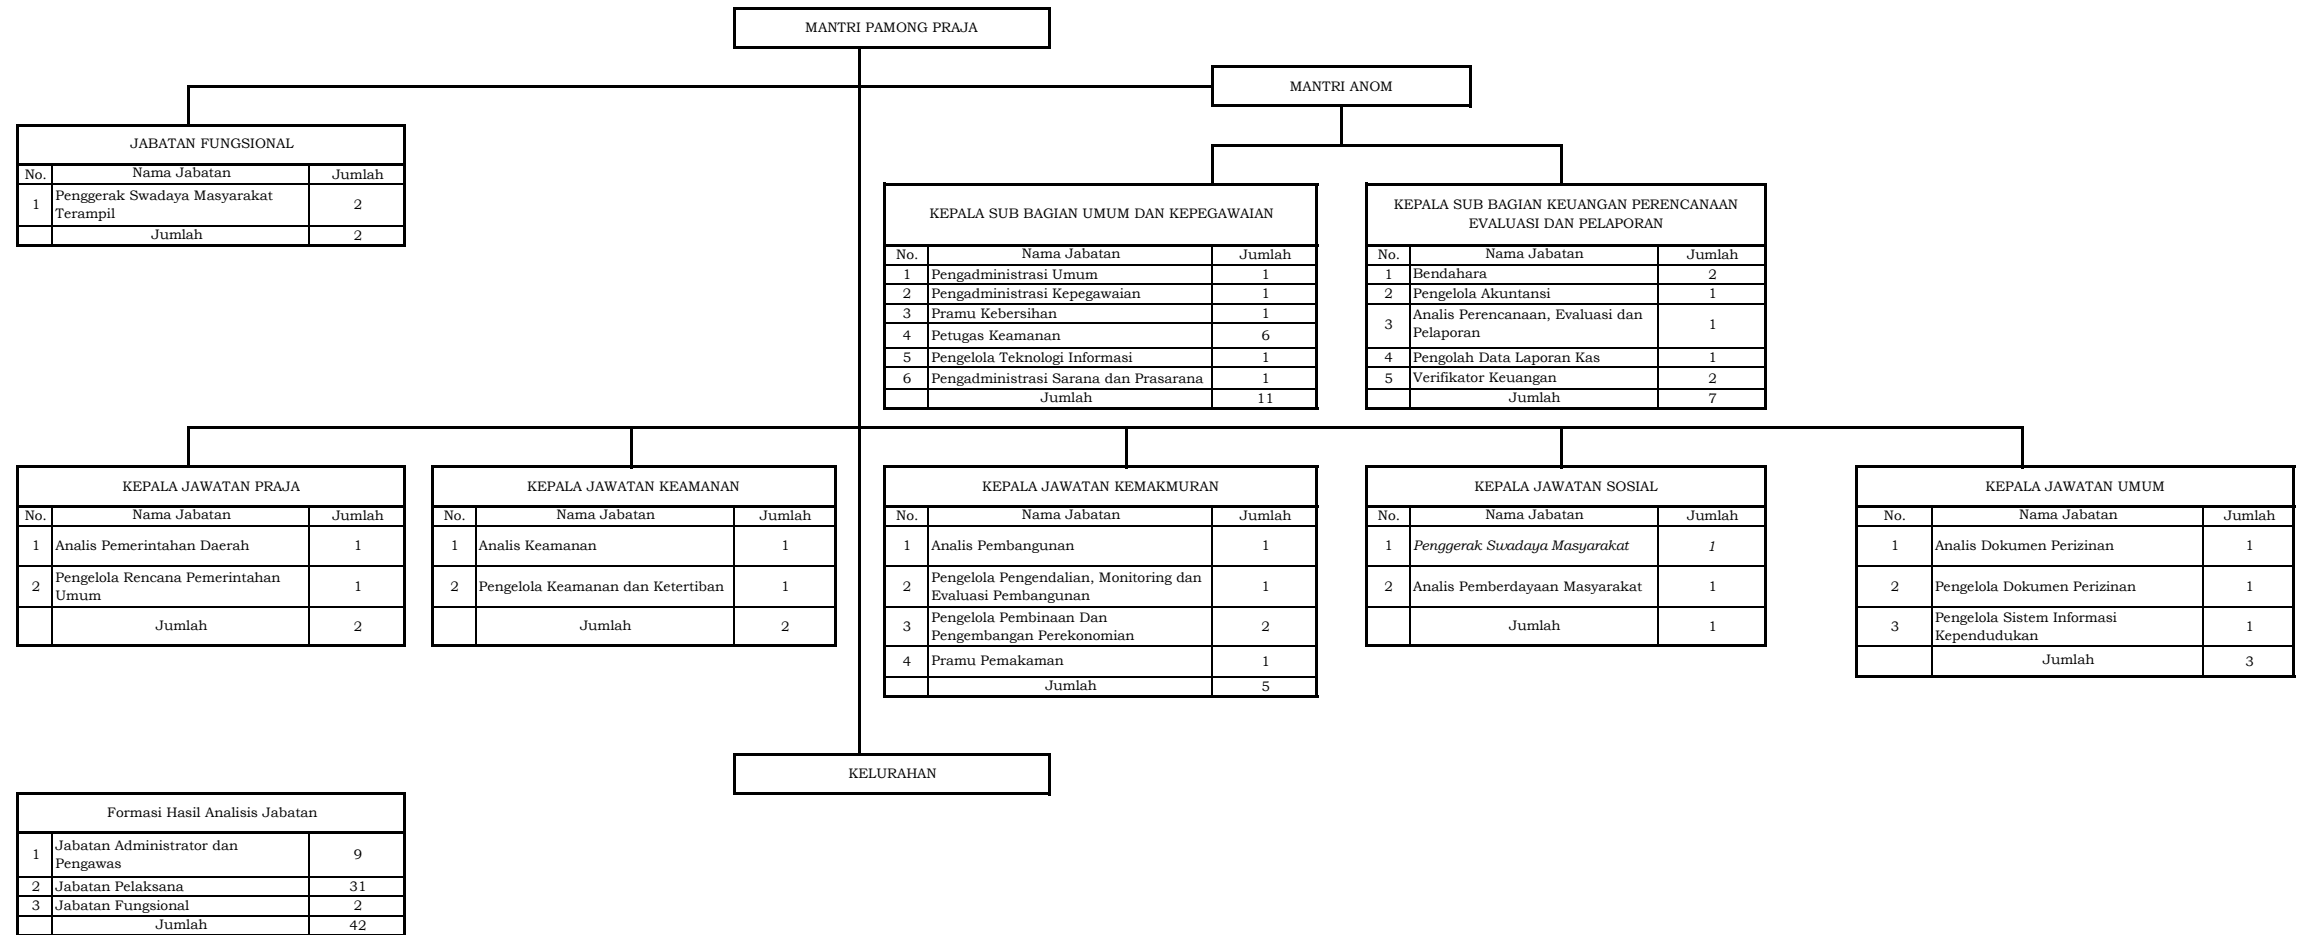 MANTRI PAMONG PRAJA
MANTRI ANOM
JABATAN FUNGSIONAL
No. Nama Jabatan Jumlah
1 Penggerak Swadaya Masyarakat
Terampil 2
Jumlah 2
KEPALA SUB BAGIAN UMUM DAN KEPEGAWAIAN
No. Nama Jabatan Jumlah
1 Pengadministrasi Umum 1
2 Pengadministrasi Kepegawaian 1
3 Pramu Kebersihan 1
4 Petugas Keamanan 6
5 Pengelola Teknologi Informasi 1
6 Pengadministrasi Sarana dan Prasarana 1
Jumlah 11
KEPALA SUB BAGIAN KEUANGAN PERENCANAAN
EVALUASI DAN PELAPORAN
No. Nama Jabatan Jumlah
1 Bendahara 2
2 Pengelola Akuntansi 1
3 Analis Perencanaan, Evaluasi dan
Pelaporan 1
4 Pengolah Data Laporan Kas 1
5 Verifikator Keuangan 2
Jumlah 7
KEPALA JAWATAN PRAJA
No. Nama Jabatan Jumlah
1 Analis Pemerintahan Daerah 1
2 Pengelola Rencana Pemerintahan
Umum 1
Jumlah 2
KEPALA JAWATAN KEAMANAN
No. Nama Jabatan Jumlah
1 Analis Keamanan 1
2 Pengelola Keamanan dan Ketertiban 1
Jumlah 2
KEPALA JAWATAN KEMAKMURAN
No. Nama Jabatan Jumlah
1 Analis Pembangunan 1
2 Pengelola Pengendalian, Monitoring dan
Evaluasi Pembangunan 1
3 Pengelola Pembinaan Dan
Pengembangan Perekonomian 2
4 Pramu Pemakaman 1
Jumlah 5
KEPALA JAWATAN SOSIAL
No. Nama Jabatan Jumlah
1 Penggerak Swadaya Masyarakat 1
2 Analis Pemberdayaan Masyarakat 1
Jumlah 1
KEPALA JAWATAN UMUM
No. Nama Jabatan Jumlah
1 Analis Dokumen Perizinan 1
2 Pengelola Dokumen Perizinan 1
3 Pengelola Sistem Informasi
Kependudukan 1
Jumlah 3
KELURAHAN
Formasi Hasil Analisis Jabatan
1 Jabatan Administrator dan
Pengawas 9
2 Jabatan Pelaksana 31
3 Jabatan Fungsional 2
Jumlah 42